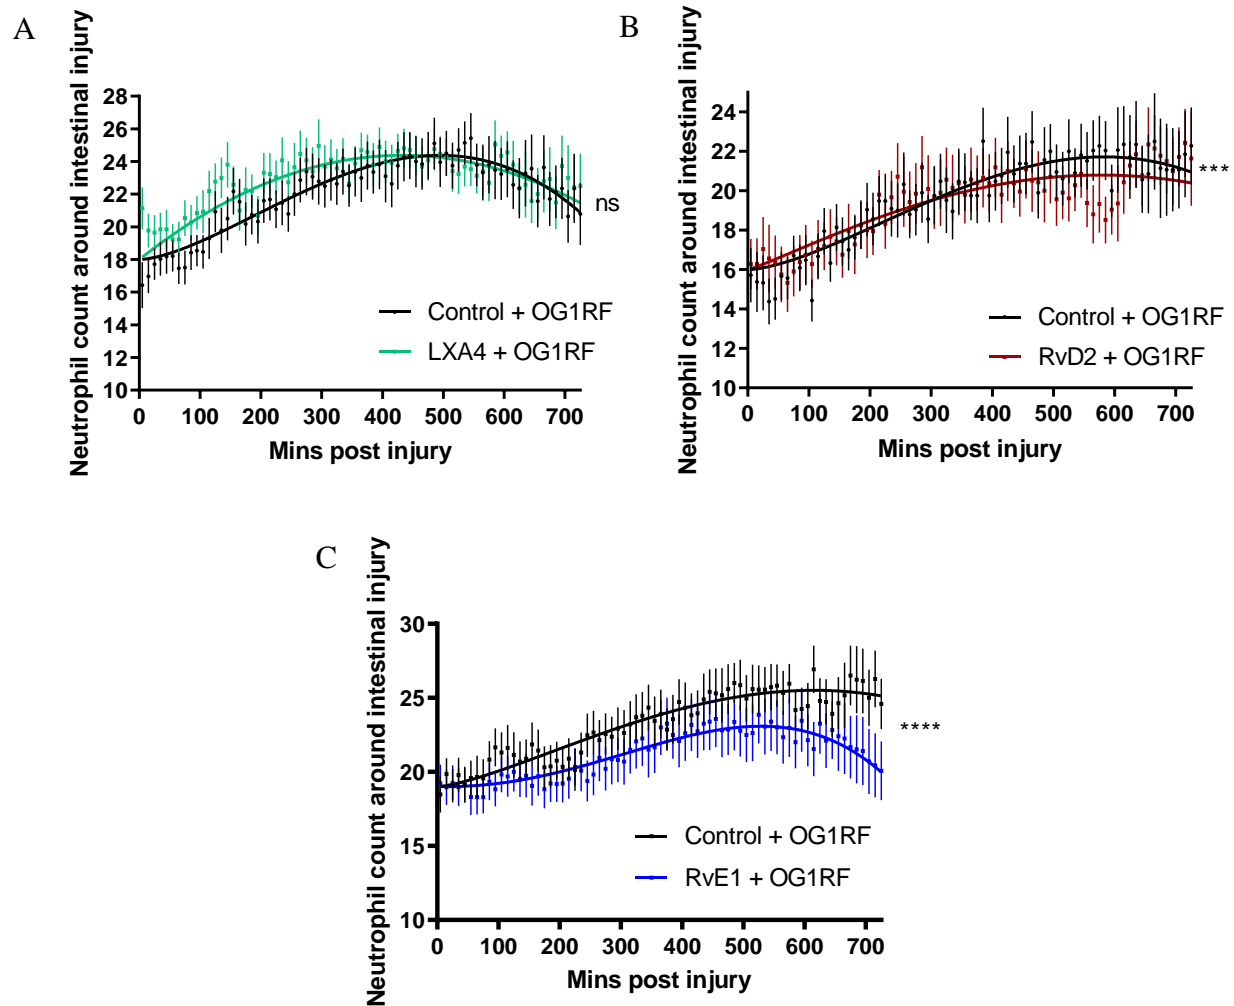 A
Neutrophil count around intestinal injury
28
26
24
22
20
18
16
14
12
10
0 100 200 300 400 500 600 700
Mins post injury
Control + OG1RF
LXA4 + OG1RF
ns
B
Neutrophil count around intestinal injury
24
22
20
18
16
14
12
10
0 100 200 300 400 500 600 700
Mins post injury
Control + OG1RF
RvD2 + OG1RF
***
C
Neutrophil count around intestinal injury
30
25
20
15
10
0 100 200 300 400 500 600 700
Mins post injury
Control + OG1RF
RvE1 + OG1RF
****